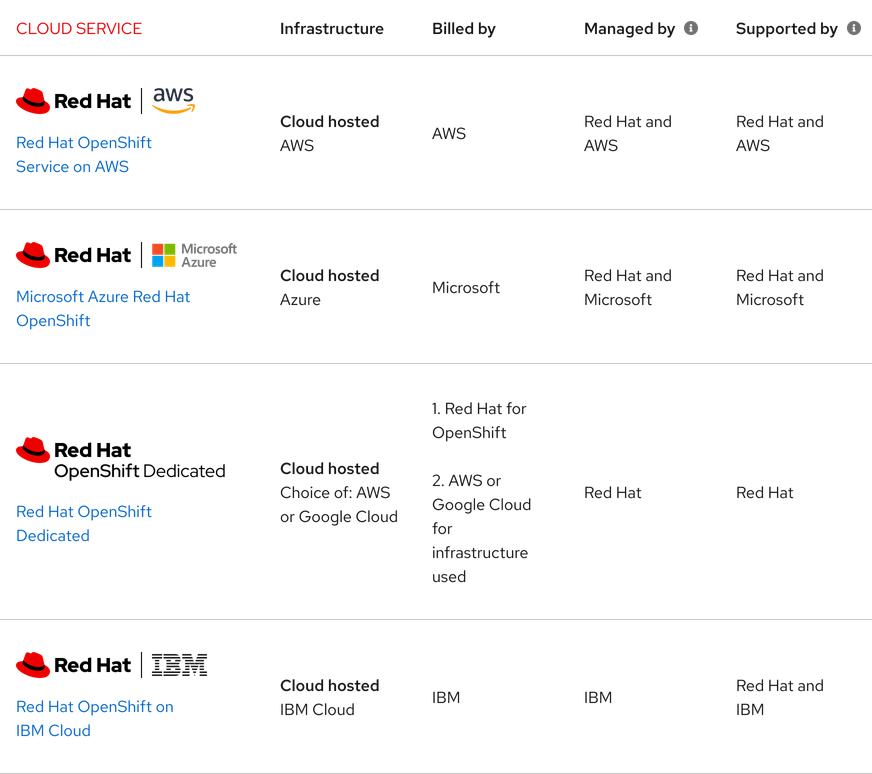 CLOUD SERVICE Infrastructure Billed by Managed by i Supported by i
Red Hat aws
Red Hat OpenShift
Service on AWS
Cloud hosted
AWS
AWS
Red Hat and
AWS
Red Hat and
AWS
Red Hat Microsoft
Azure
Microsoft Azure Red Hat
OpenShift
Cloud hosted
Azure
Microsoft
Red Hat and
Microsoft
Red Hat and
Microsoft
Red Hat
OpenShift Dedicated
Red Hat OpenShift
Dedicated
Cloud hosted
Choice of: AWS
or Google Cloud
1. Red Hat for
OpenShift
2. AWS or
Google Cloud
for
infrastructure
used
Red Hat
Red Hat
Red Hat IBM
Red Hat OpenShift on
IBM Cloud
Cloud hosted
IBM Cloud
IBM
IBM
Red Hat and
IBM